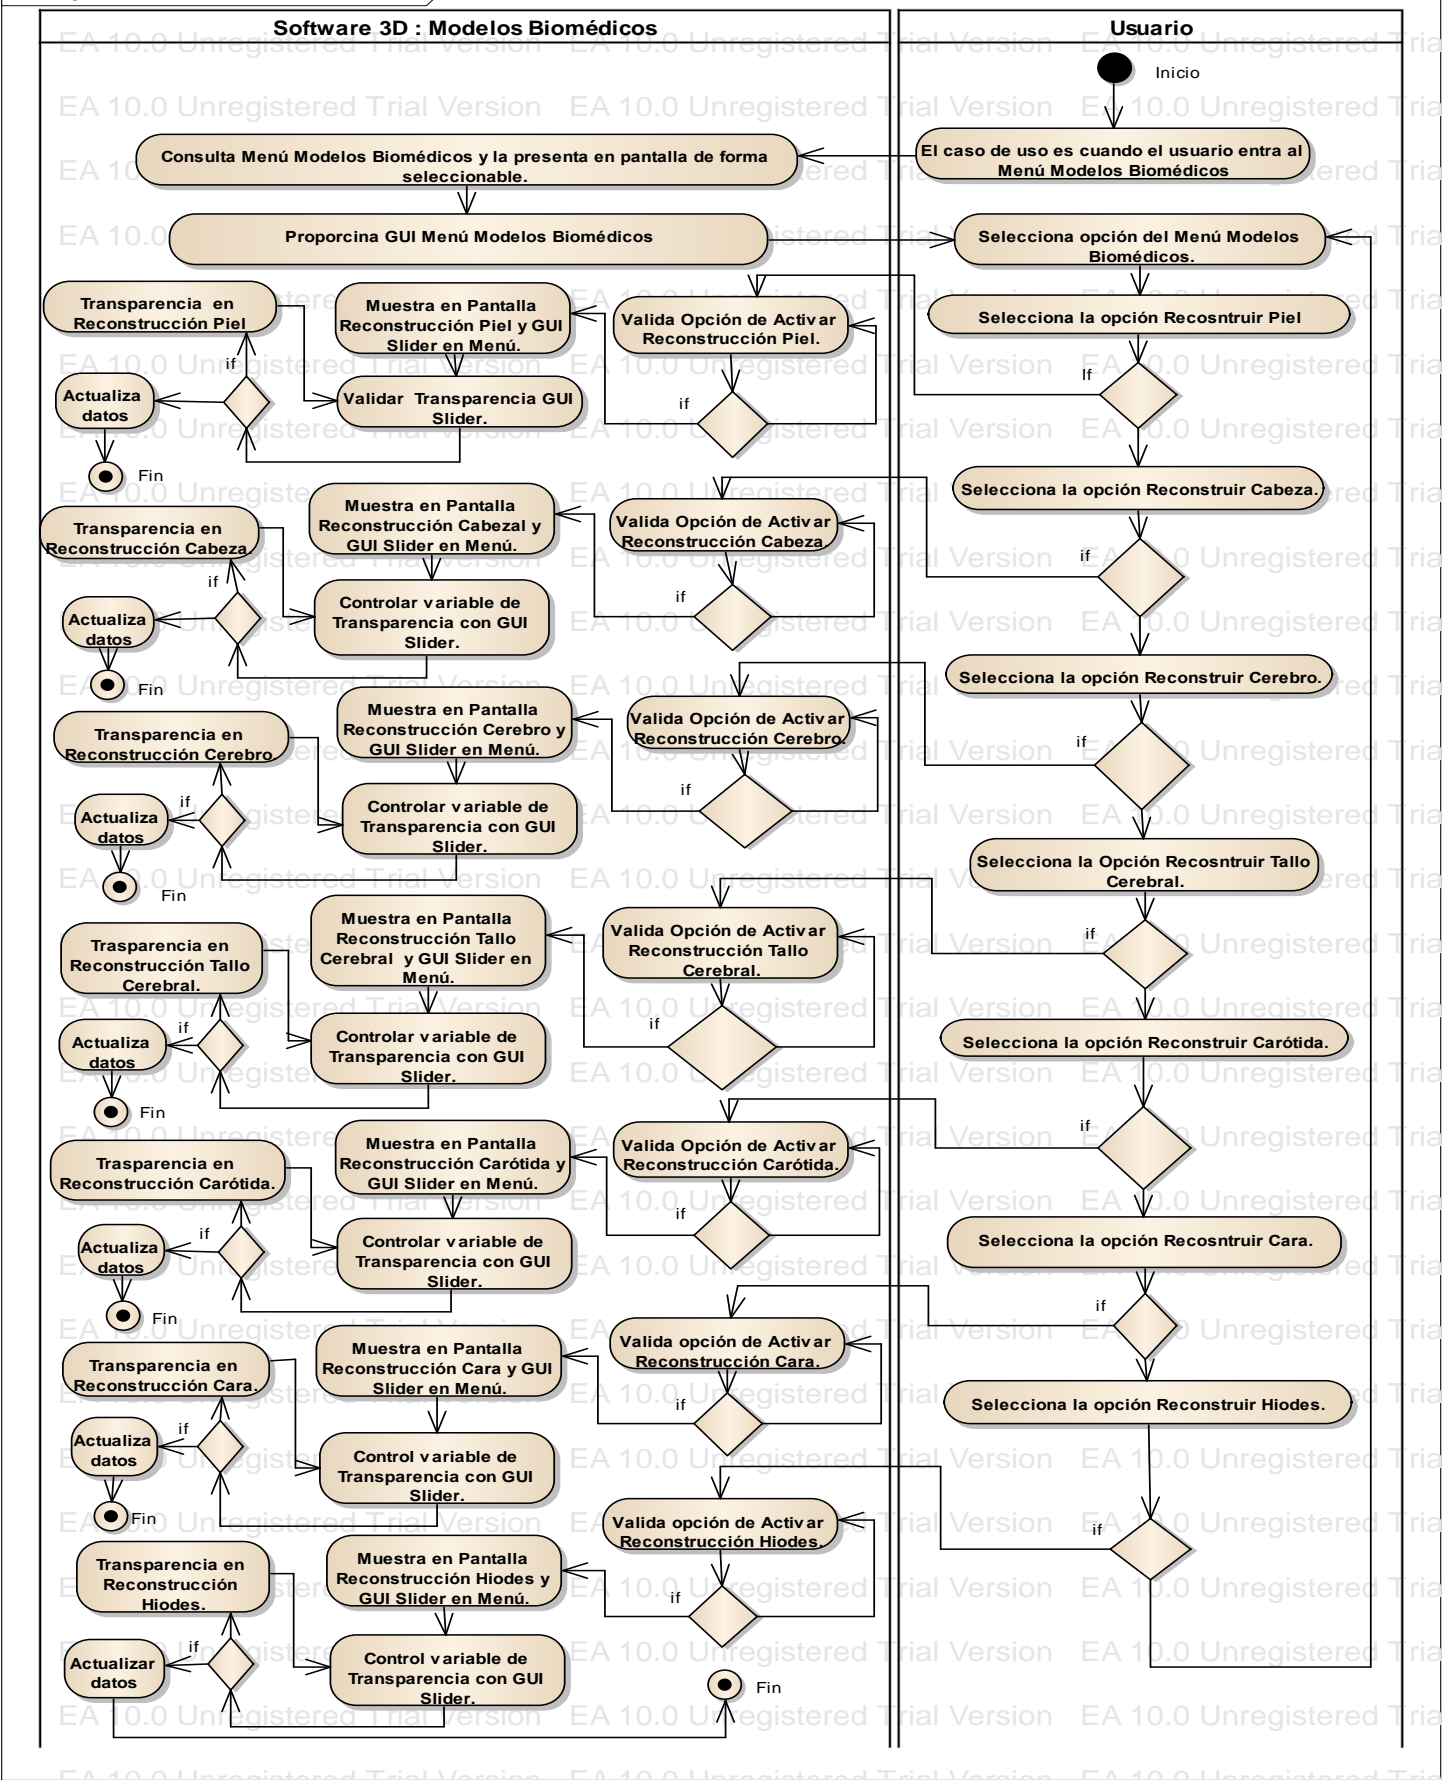 Software 3D : Modelos Biomédicos
Usuario
Inicio
El caso de uso es cuando el usuario entra al
Menú Modelos Biomédicos
Consulta Menú Modelos Biomédicos y la presenta en pantalla de forma
seleccionable.
Proporcina GUI Menú Modelos Biomédicos
Selecciona opción del Menú Modelos
Biomédicos.
Transparencia en
Reconstrucción Piel
Muestra en Pantalla
Reconstrucción Piel y GUI
Slider en Menú.
Valida Opción de Activar
Reconstrucción Piel.
Selecciona la opción Recosntruir Piel
if
Actualiza
datos
Validar Transparencia GUI
Slider.
if
If
Fin
Transparencia en
Reconstrucción Cabeza.
Muestra en Pantalla
Reconstrucción Cabezal y
GUI Slider en Menú.
Valida Opción de Activar
Reconstrucción Cabeza.
Selecciona la opción Reconstruir Cabeza.
if
Actualiza
datos
Controlar variable de
Transparencia con GUI
Slider.
if
if
Fin
Transparencia en
Reconstrucción Cerebro.
Muestra en Pantalla
Reconstrucción Cerebro y
GUI Slider en Menú.
Valida Opción de Activar
Reconstrucción Cerebro.
Selecciona la opción Reconstruir Cerebro.
if
Actualiza
datos
Controlar variable de
Transparencia con GUI
Slider.
if
if
Fin
Trasparencia en
Reconstrucción Tallo
Cerebral.
Muestra en Pantalla
Reconstrucción Tallo
Cerebral y GUI Slider en
Menú.
Valida Opción de Activar
Reconstrucción Tallo
Cerebral.
Selecciona la Opción Recosntruir Tallo
Cerebral.
if
Actualiza
datos
Controlar variable de
Transparencia con GUI
Slider.
if
if
Fin
Trasparencia en
Reconstrucción Carótida.
Muestra en Pantalla
Reconstrucción Carótida y
GUI Slider en Menú.
Valida Opción de Activar
Reconstrucción Carótida.
Selecciona la opción Reconstruir Carótida.
if
Actualiza
datos
Controlar variable de
Transparencia con GUI
Slider.
if
if
Fin
Transparencia en
Reconstrucción Cara.
Muestra en Pantalla
Reconstrucción Cara y GUI
Slider en Menú.
Valida opción de Activar
Reconstrucción Cara.
Selecciona la opción Recosntruir Cara.
if
Actualiza
datos
Control variable de
Transparencia con GUI
Slider.
if
if
Fin
Transparencia en
Reconstrucción
Hiodes.
Muestra en Pantalla
Reconstrucción Hiodes y
GUI Slider en Menú.
Valida opción de Activar
Reconstrucción Hiodes.
Selecciona la opción Reconstruir Hiodes.
if
Actualizar
datos
Control variable de
Transparencia con GUI
Slider.
if
if
Fin
EA 10.0 Unregistered Trial Version